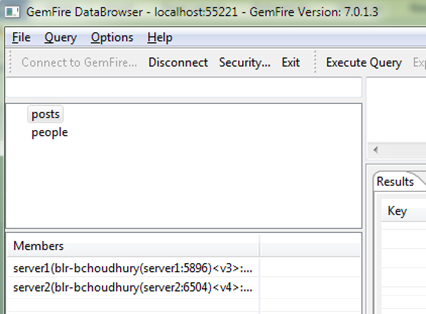 GemFire DataBrowser - localhost:55221 - GemFire Version: 7.0.1.3
File Query Options Help
Connect to GemFire... Disconnect Security... Exit Execute Query
posts
people
Results
Key
Members
server1(blr-bchoudhury(server1:5896)<v3>:...
server2(blr-bchoudhury(server2:6504)<v4>:...